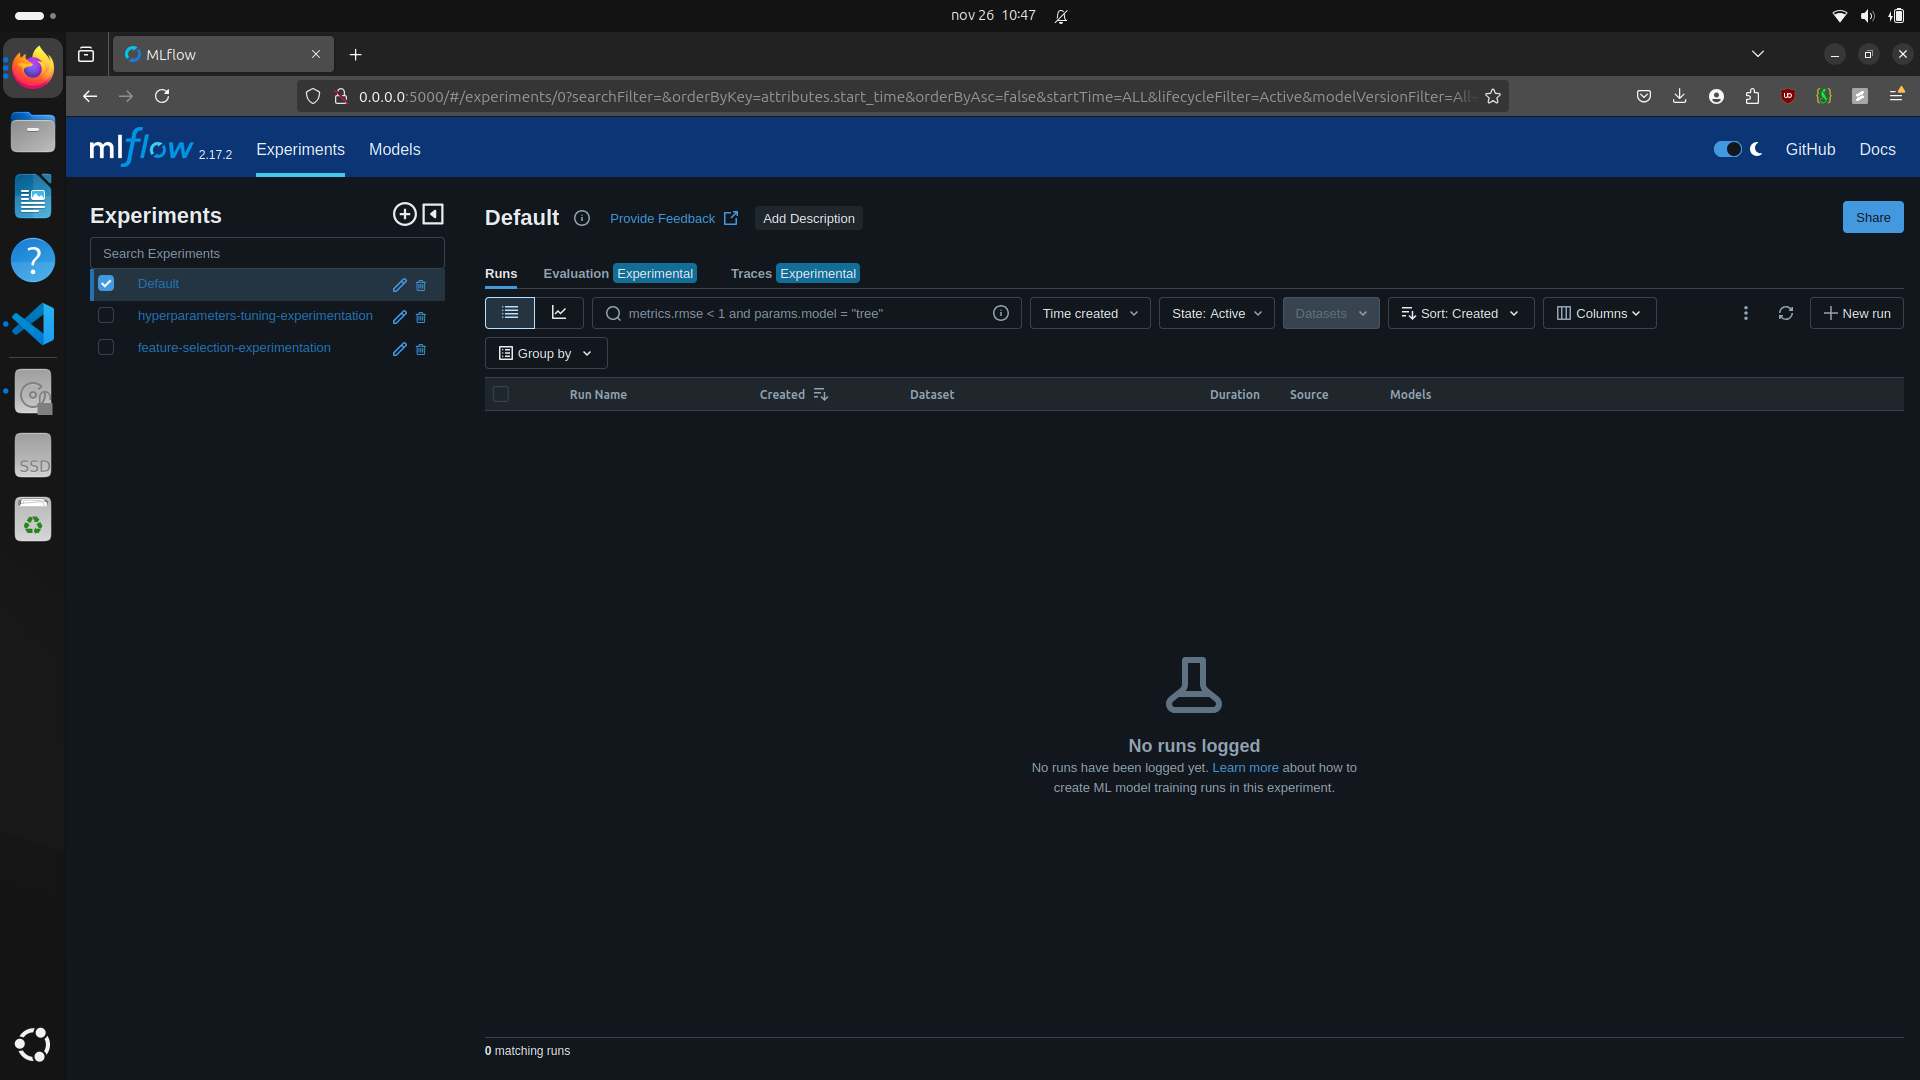 nov 26 10:47
MLflow
0.0.0.0:5000/#/experiments/0?searchFilter=&orderByKey=attributes.start_time&orderByAsc=false&startTime=ALL&lifecycleFilter=Active&modelVersionFilter=All
mlflow 2.17.2 Experiments Models GitHub Docs
Experiments
Search Experiments
Default
hyperparameters-tuning-experimentation
feature-selection-experimentation
Default Provide Feedback Add Description Share
Runs Evaluation Experimental Traces Experimental
metrics.rmse < 1 and params.model = "tree" Time created State: Active Datasets Sort: Created Columns New run
Group by
Run Name Created Dataset Duration Source Models
No runs logged
No runs have been logged yet. Learn more about how to
create ML model training runs in this experiment.
0 matching runs
SSD